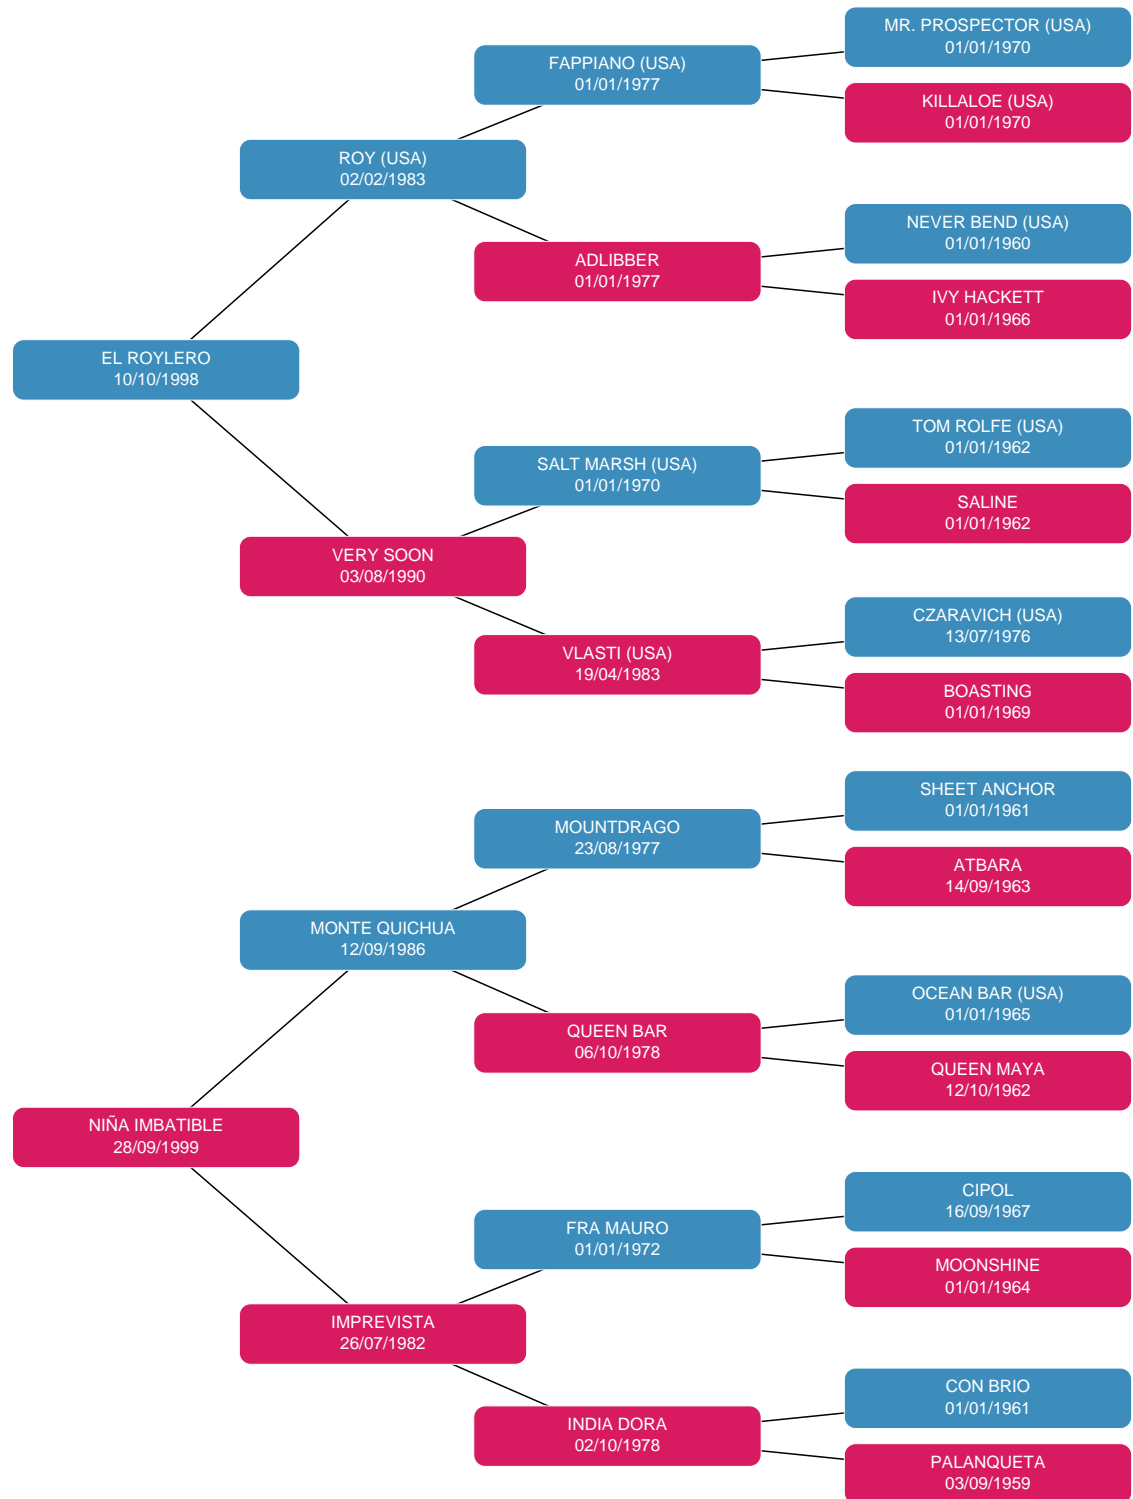 MR. PROSPECTOR (USA)
01/01/1970
FAPPIANO (USA)
01/01/1977
KILLALOE (USA)
01/01/1970
ROY (USA)
02/02/1983
NEVER BEND (USA)
01/01/1960
ADLIBBER
01/01/1977
IVY HACKETT
01/01/1966
EL ROYLERO
10/10/1998
TOM ROLFE (USA)
01/01/1962
SALT MARSH (USA)
01/01/1970
SALINE
01/01/1962
VERY SOON
03/08/1990
CZARAVICH (USA)
13/07/1976
VLASTI (USA)
19/04/1983
BOASTING
01/01/1969
SHEET ANCHOR
01/01/1961
MOUNTDRAGO
23/08/1977
ATBARA
14/09/1963
MONTE QUICHUA
12/09/1986
OCEAN BAR (USA)
01/01/1965
QUEEN BAR
06/10/1978
QUEEN MAYA
12/10/1962
NIÑA IMBATIBLE
28/09/1999
CIPOL
16/09/1967
FRA MAURO
01/01/1972
MOONSHINE
01/01/1964
IMPREVISTA
26/07/1982
CON BRIO
01/01/1961
INDIA DORA
02/10/1978
PALANQUETA
03/09/1959